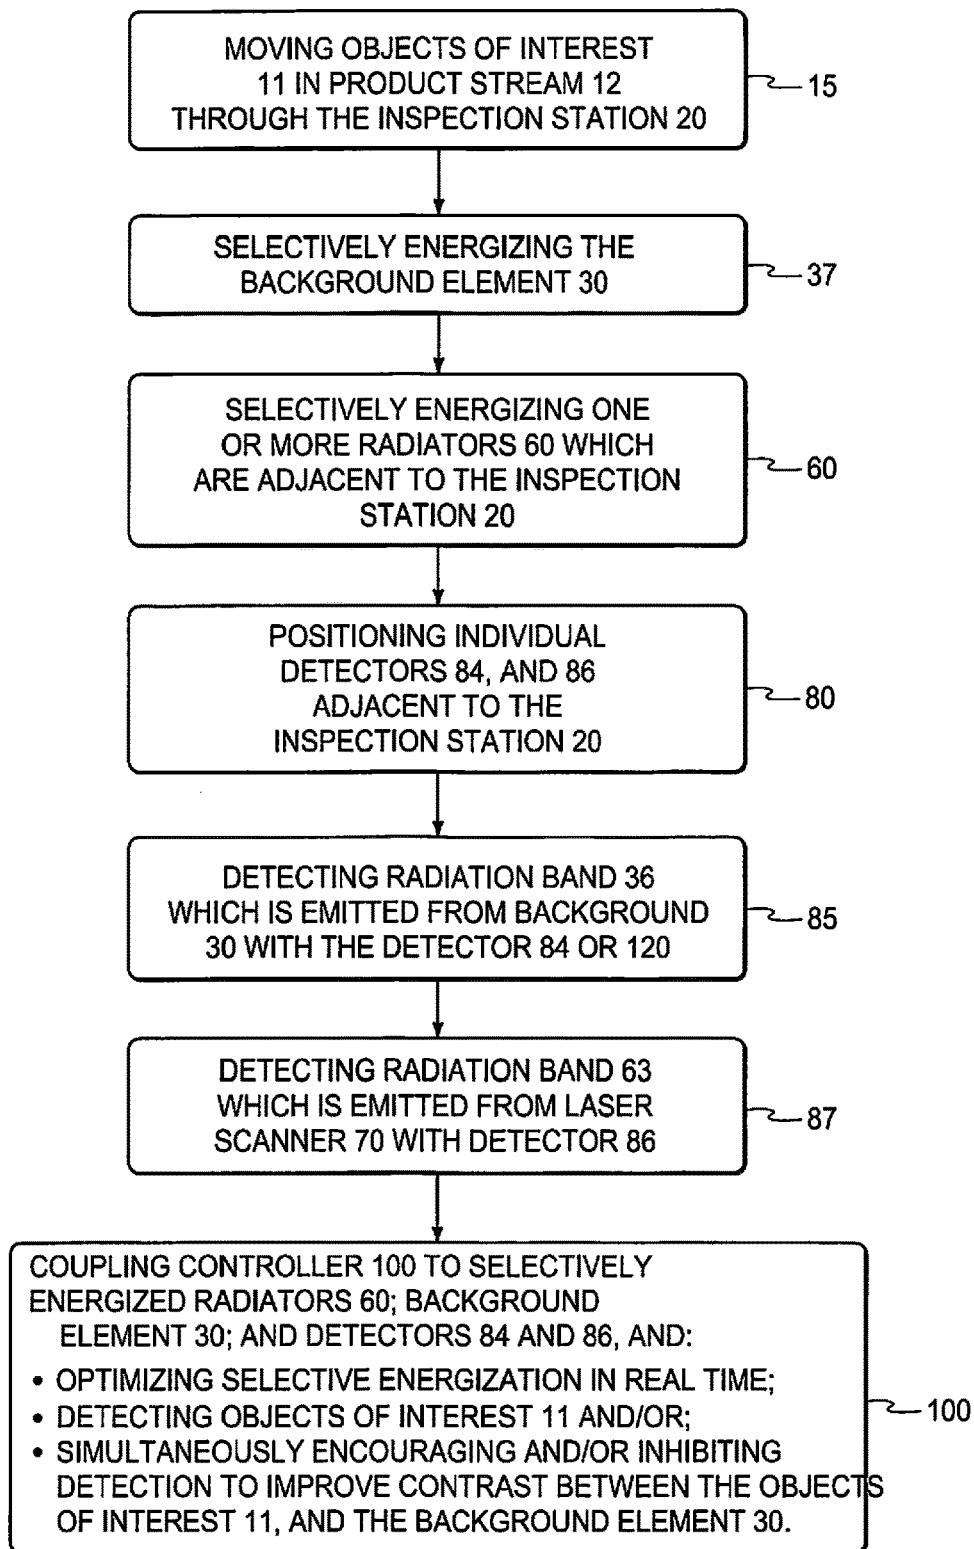 MOVING OBJECTS OF INTEREST
11 IN PRODUCT STREAM 12
THROUGH THE INSPECTION STATION 20
15
SELECTIVELY ENERGIZING THE
BACKGROUND ELEMENT 30
37
SELECTIVELY ENERGIZING ONE
OR MORE RADIATORS 60 WHICH
ARE ADJACENT TO THE INSPECTION
STATION 20
60
POSITIONING INDIVIDUAL
DETECTORS 84, AND 86
ADJACENT TO THE
INSPECTION STATION 20
80
DETECTING RADIATION BAND 36
WHICH IS EMITTED FROM BACKGROUND
30 WITH THE DETECTOR 84 OR 120
85
DETECTING RADIATION BAND 63
WHICH IS EMITTED FROM LASER
SCANNER 70 WITH DETECTOR 86
87
COUPLING CONTROLLER 100 TO SELECTIVELY
ENERGIZED RADIATORS 60; BACKGROUND
ELEMENT 30; AND DETECTORS 84 AND 86, AND:
• OPTIMIZING SELECTIVE ENERGIZATION IN REAL TIME;
• DETECTING OBJECTS OF INTEREST 11 AND/OR;
• SIMULTANEOUSLY ENCOURAGING AND/OR INHIBITING
DETECTION TO IMPROVE CONTRAST BETWEEN THE OBJECTS
OF INTEREST 11, AND THE BACKGROUND ELEMENT 30.
100